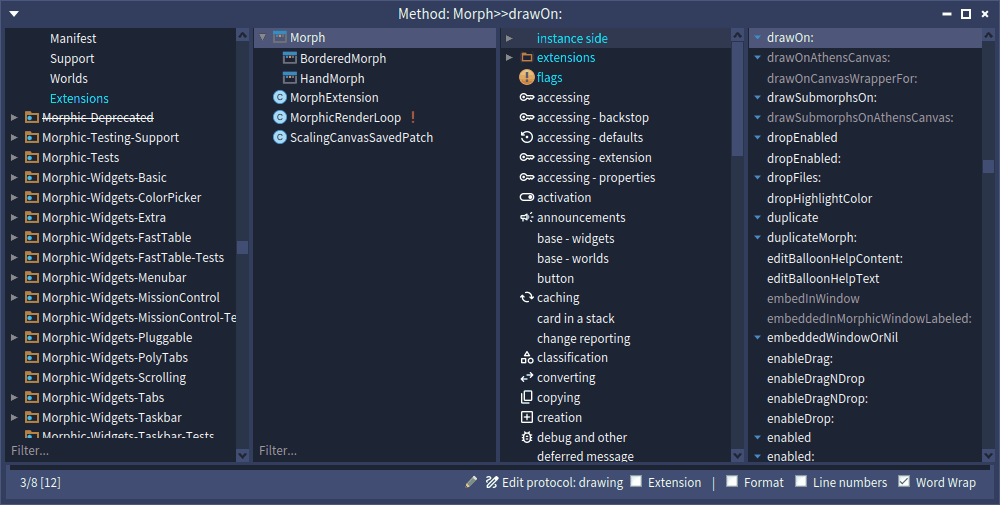 Method: Morph>>drawOn:
Manifest
Support
Worlds
Extensions
Morphic-Deprecated
Morphic-Testing-Support
Morphic-Tests
Morphic-Widgets-Basic
Morphic-Widgets-ColorPicker
Morphic-Widgets-Extra
Morphic-Widgets-FastTable
Morphic-Widgets-FastTable-Tests
Morphic-Widgets-Menubar
Morphic-Widgets-MissionControl
Morphic-Widgets-MissionControl-Te
Morphic-Widgets-Pluggable
Morphic-Widgets-PolyTabs
Morphic-Widgets-Scrolling
Morphic-Widgets-Tabs
Morphic-Widgets-Taskbar
Morphic-Widgets-Taskbar-Tests
Filter...
Morph
BorderedMorph
HandMorph
MorphExtension
MorphicRenderLoop !
ScalingCanvasSavedPatch
Filter...
instance side
extensions
flags
accessing
accessing - backstop
accessing - defaults
accessing - extension
accessing - properties
activation
announcements
base - widgets
base - worlds
button
caching
card in a stack
change reporting
classification
converting
copying
creation
debug and other
deferred message
drawOn:
drawOnAthensCanvas:
drawOnCanvasWrapperFor:
drawSubmorphsOn:
drawSubmorphsOnAthensCanvas:
dropEnabled
dropEnabled:
dropFiles:
dropHighlightColor
duplicate
duplicateMorph:
editBalloonHelpContent:
editBalloonHelpText
embedInWindow
embeddedInMorphicWindowLabeled:
embeddedWindowOrNil
enableDrag:
enableDragNDrop
enableDragNDrop:
enableDrop:
enabled
enabled:
3/8 [12]
Edit protocol: drawing
Extension
|
Format
Line numbers
Word Wrap